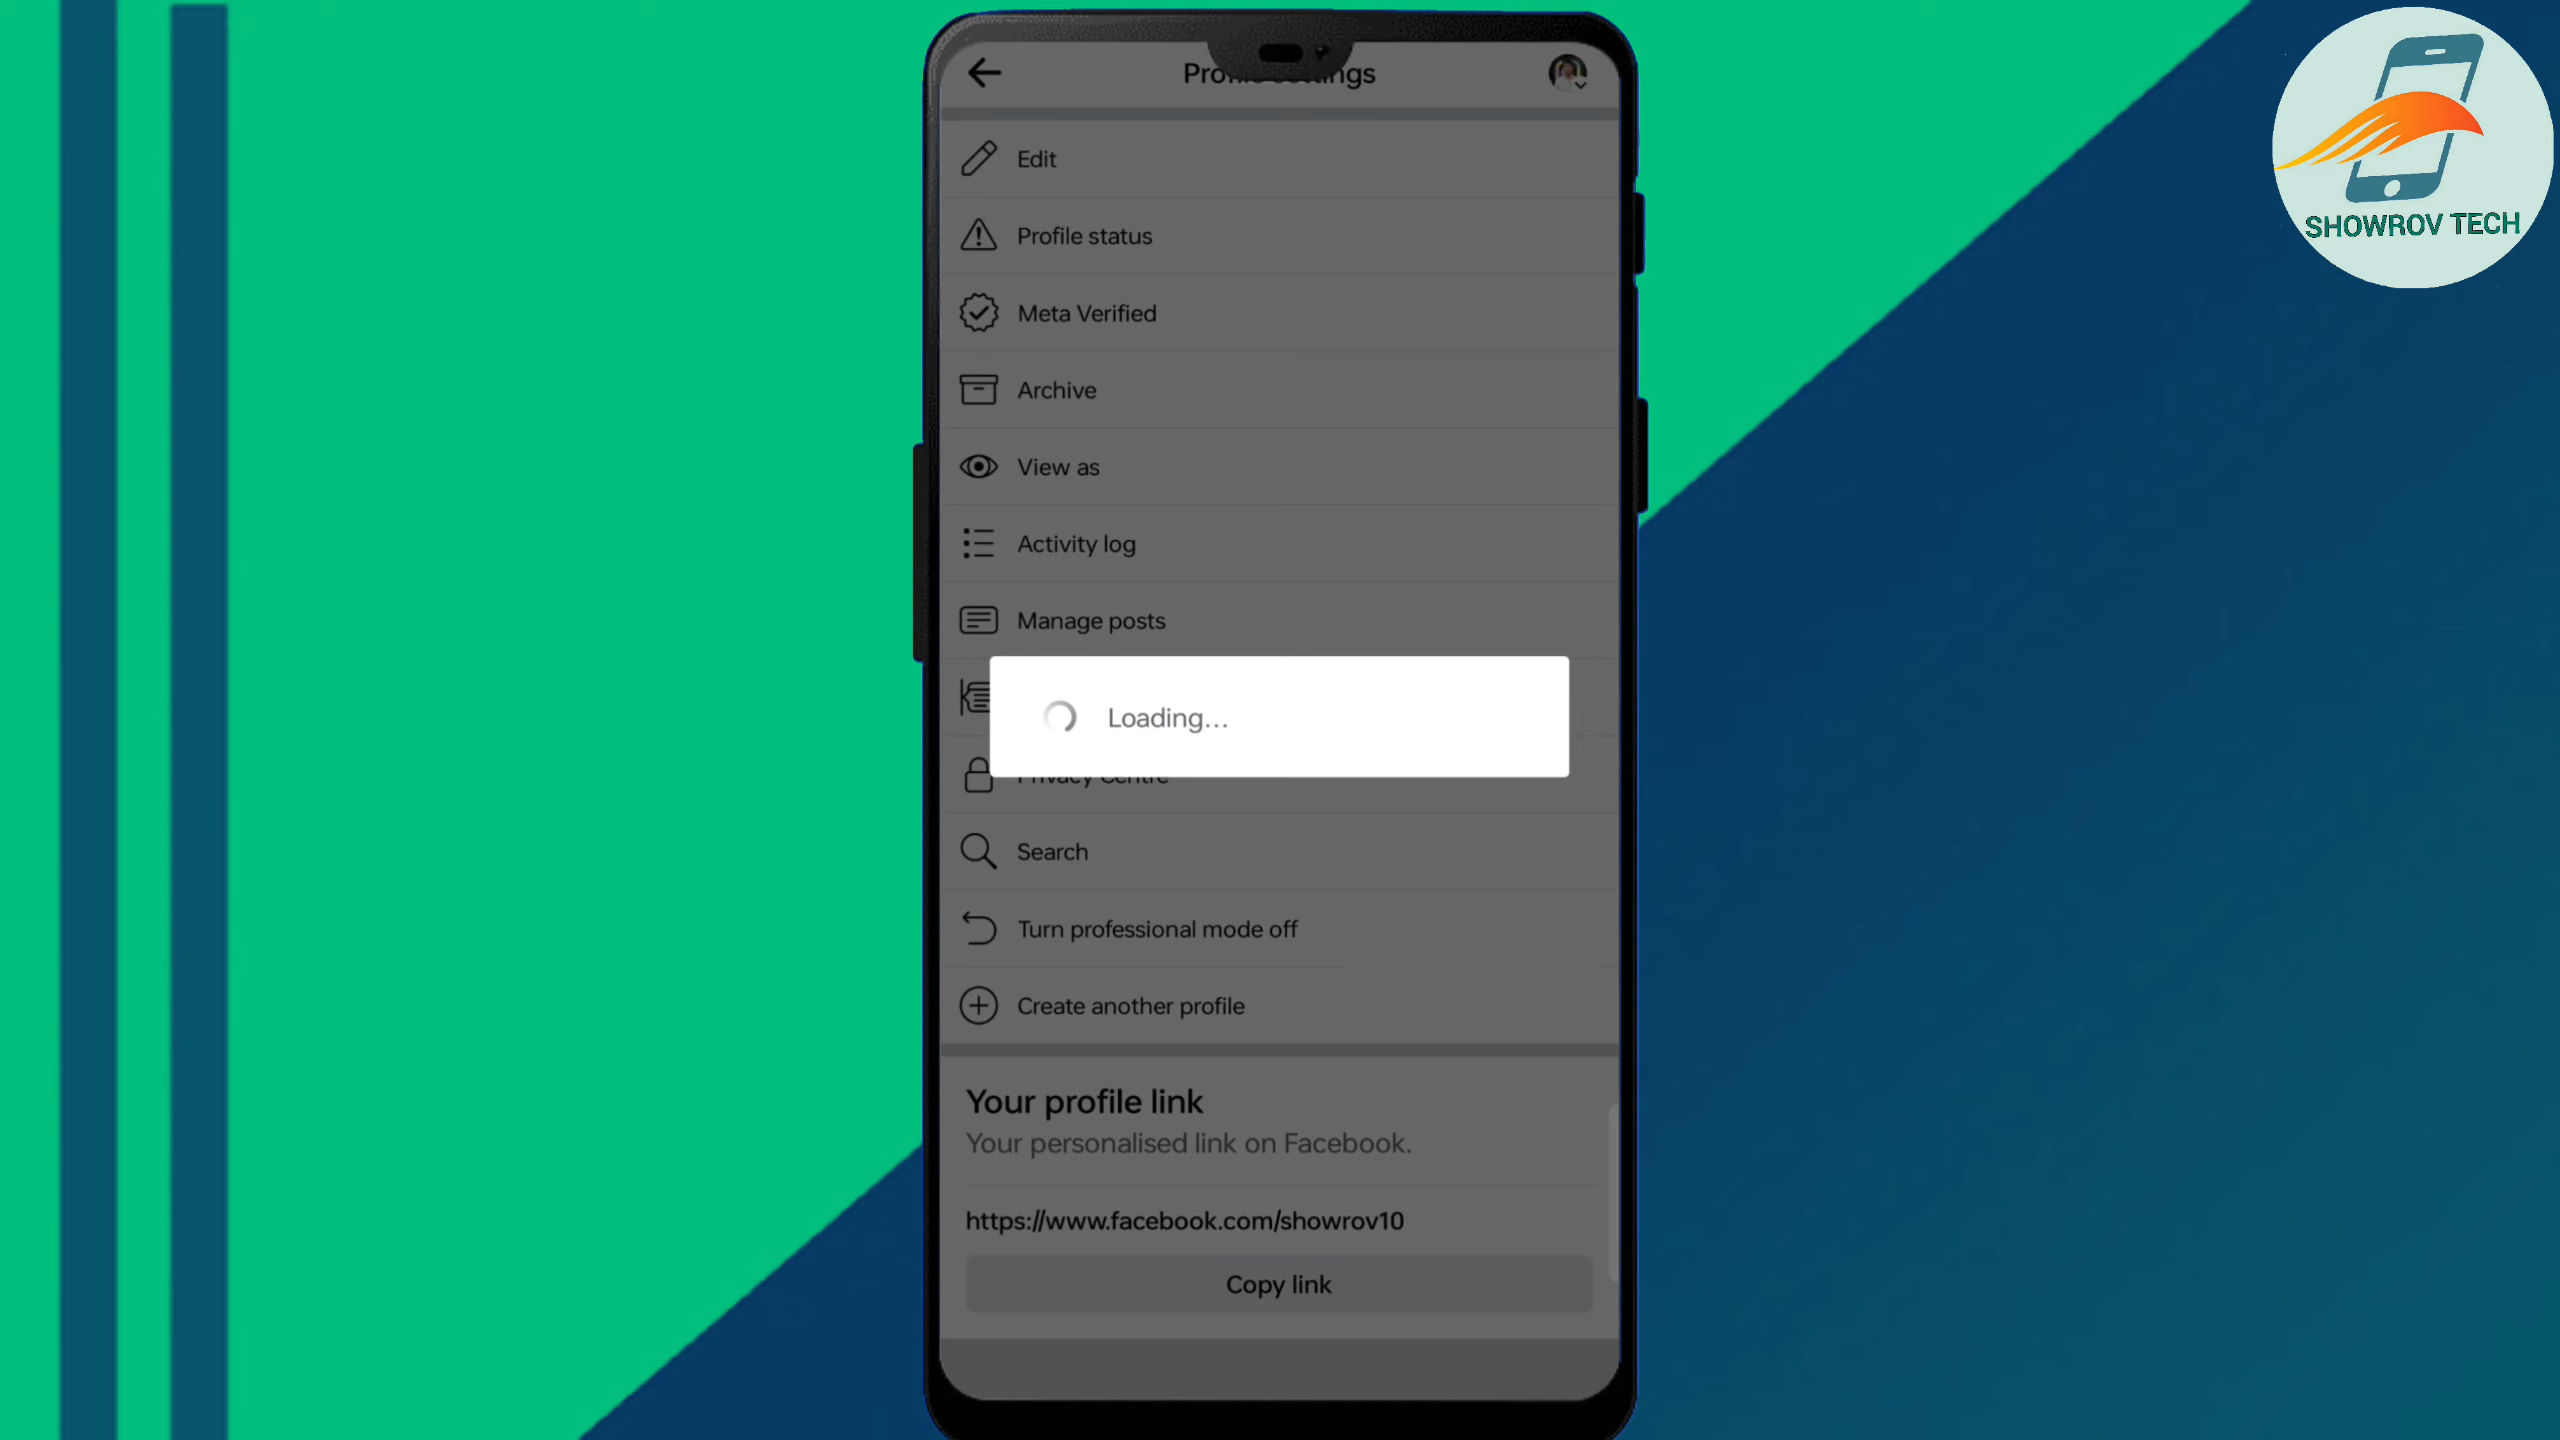 Profile settings
SHOWROV TECH
Edit
Profile status
Meta Verified
Archive
View as
Activity log
Manage posts
Loading...
Privacy Centre
Search
Turn professional mode off
Create another profile
Your profile link
Your personalised link on Facebook.
https://www.facebook.com/showrov10
Copy link